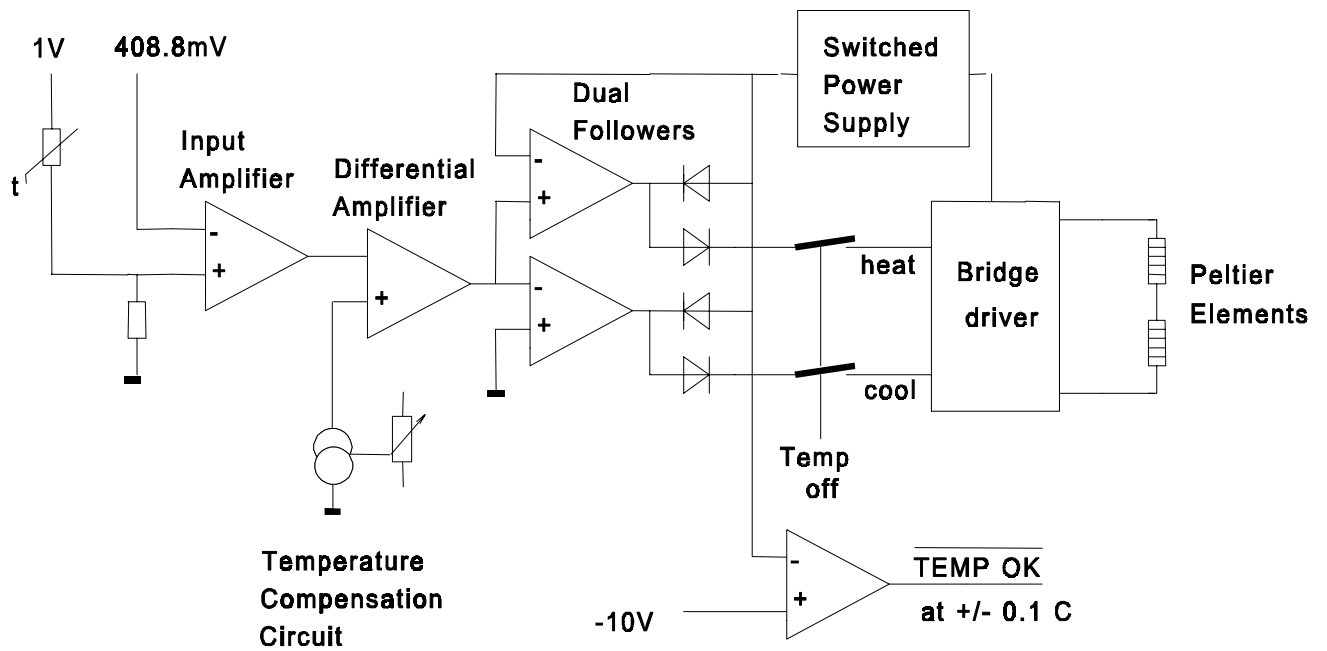 1V
408.8mV
t
Input
Amplifier
-
+
Differential
Amplifier
+
Dual
Followers
-
+
-
+
Switched
Power
Supply
heat
cool
Bridge
driver
Peltier
Elements
Temp
off
Temperature
Compensation
Circuit
-10V
-
+
TEMP OK
at +/- 0.1 C